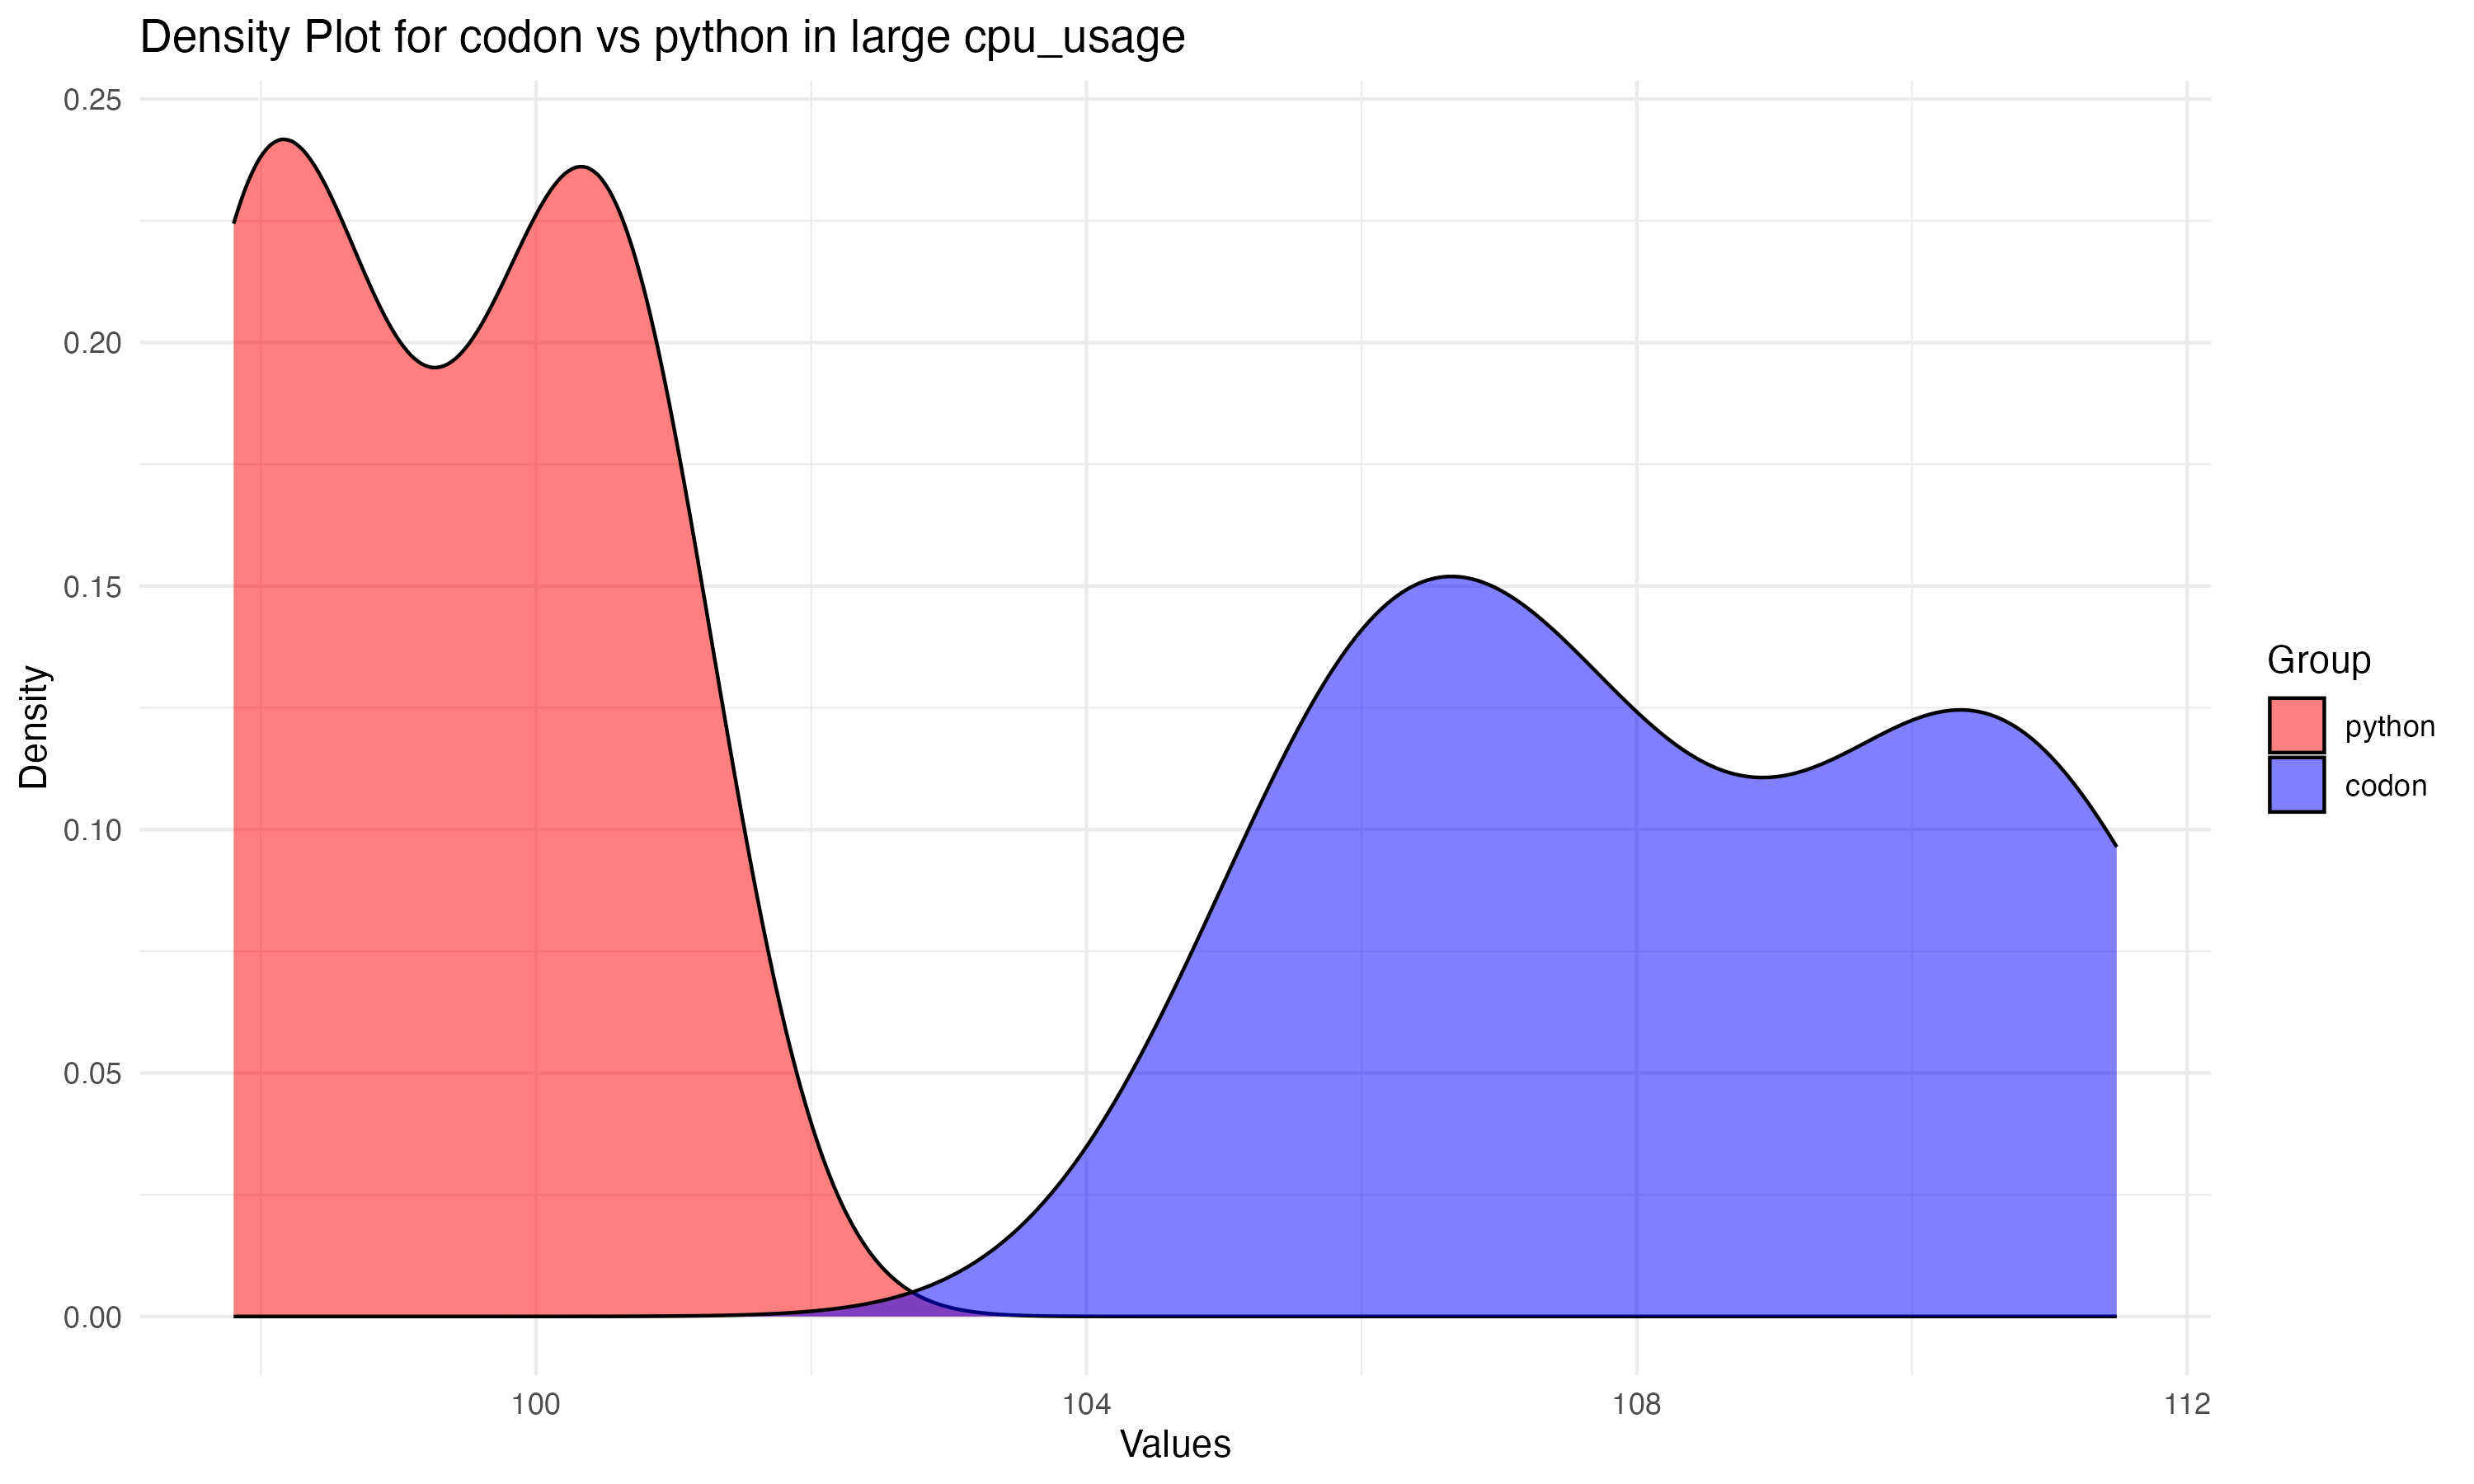 Density Plot for codon vs python in large cpu_usage
0.25
0.20
0.15
0.10
0.05
0.00
Density
100 104 108 112
Values
Group
python
codon